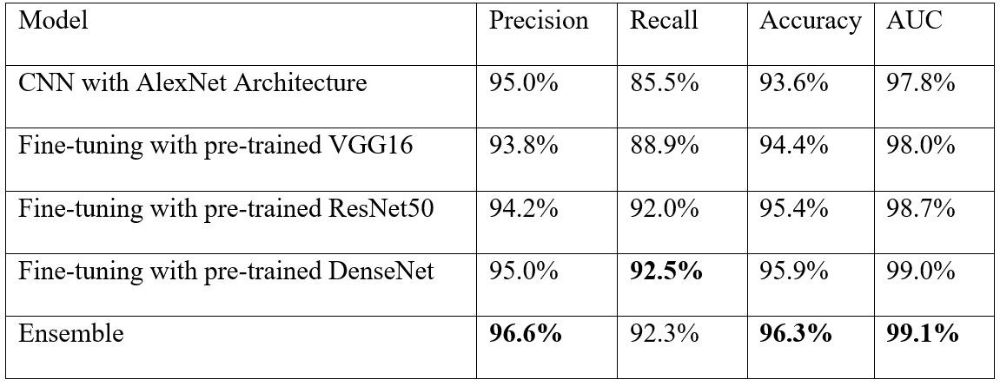 Model Precision Recall Accuracy AUC
CNN with AlexNet Architecture 95.0% 85.5% 93.6% 97.8%
Fine-tuning with pre-trained VGG16 93.8% 88.9% 94.4% 98.0%
Fine-tuning with pre-trained ResNet50 94.2% 92.0% 95.4% 98.7%
Fine-tuning with pre-trained DenseNet 95.0% 92.5% 95.9% 99.0%
Ensemble 96.6% 92.3% 96.3% 99.1%